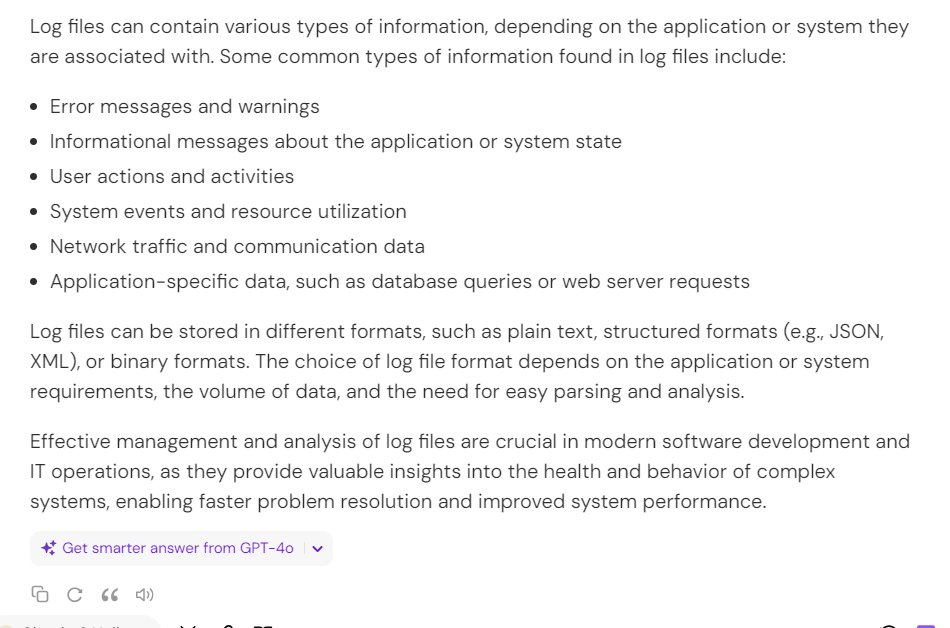 Log files can contain various types of information, depending on the application or system they
are associated with. Some common types of information found in log files include:
Error messages and warnings
Informational messages about the application or system state
User actions and activities
System events and resource utilization
Network traffic and communication data
Application-specific data, such as database queries or web server requests
Log files can be stored in different formats, such as plain text, structured formats (e.g., JSON,
XML), or binary formats. The choice of log file format depends on the application or system
requirements, the volume of data, and the need for easy parsing and analysis.
Effective management and analysis of log files are crucial in modern software development and
IT operations, as they provide valuable insights into the health and behavior of complex
systems, enabling faster problem resolution and improved system performance.
Get smarter answer from GPT-4o